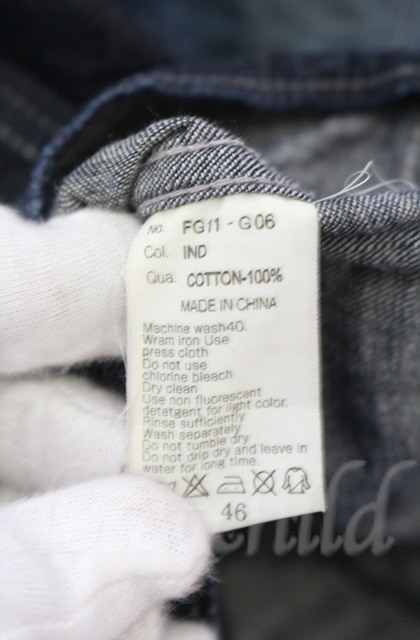 No. FG11-G06
Col. IND
Qua. COTTON-100%
MADE IN CHINA
Machine wash40.
Wram iron Use
press cloth
Do not use
chlorine bleach
Dry clean
Use non fluorescent
detetgent for light color.
Rinse sufficiently
Wash separately
Do not tumble dry
Do not drip dry and leave in
water for long time.
46
child